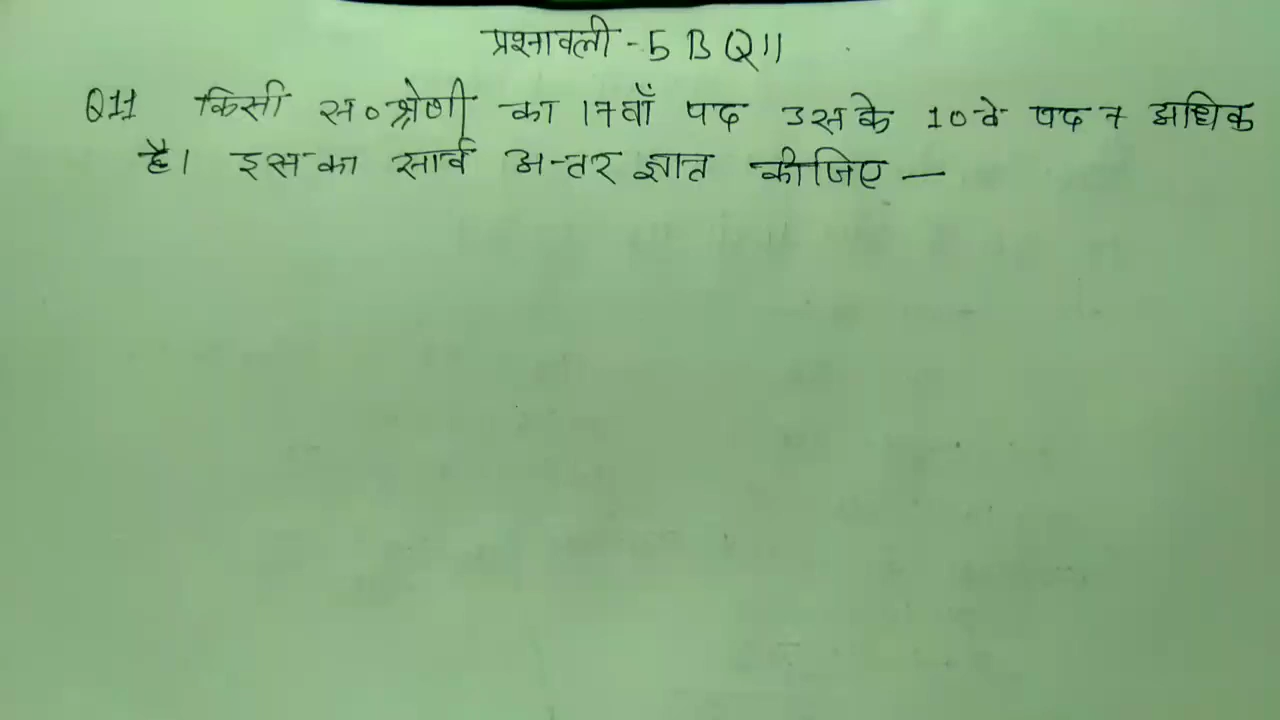 प्रश्नावली - 5 B Q11
Q11 किसी स० श्रेणी का 17वाँ पद उसके 10वे पद 7 अधिक
है। इसका सार्व अन्तर ज्ञात कीजिए —